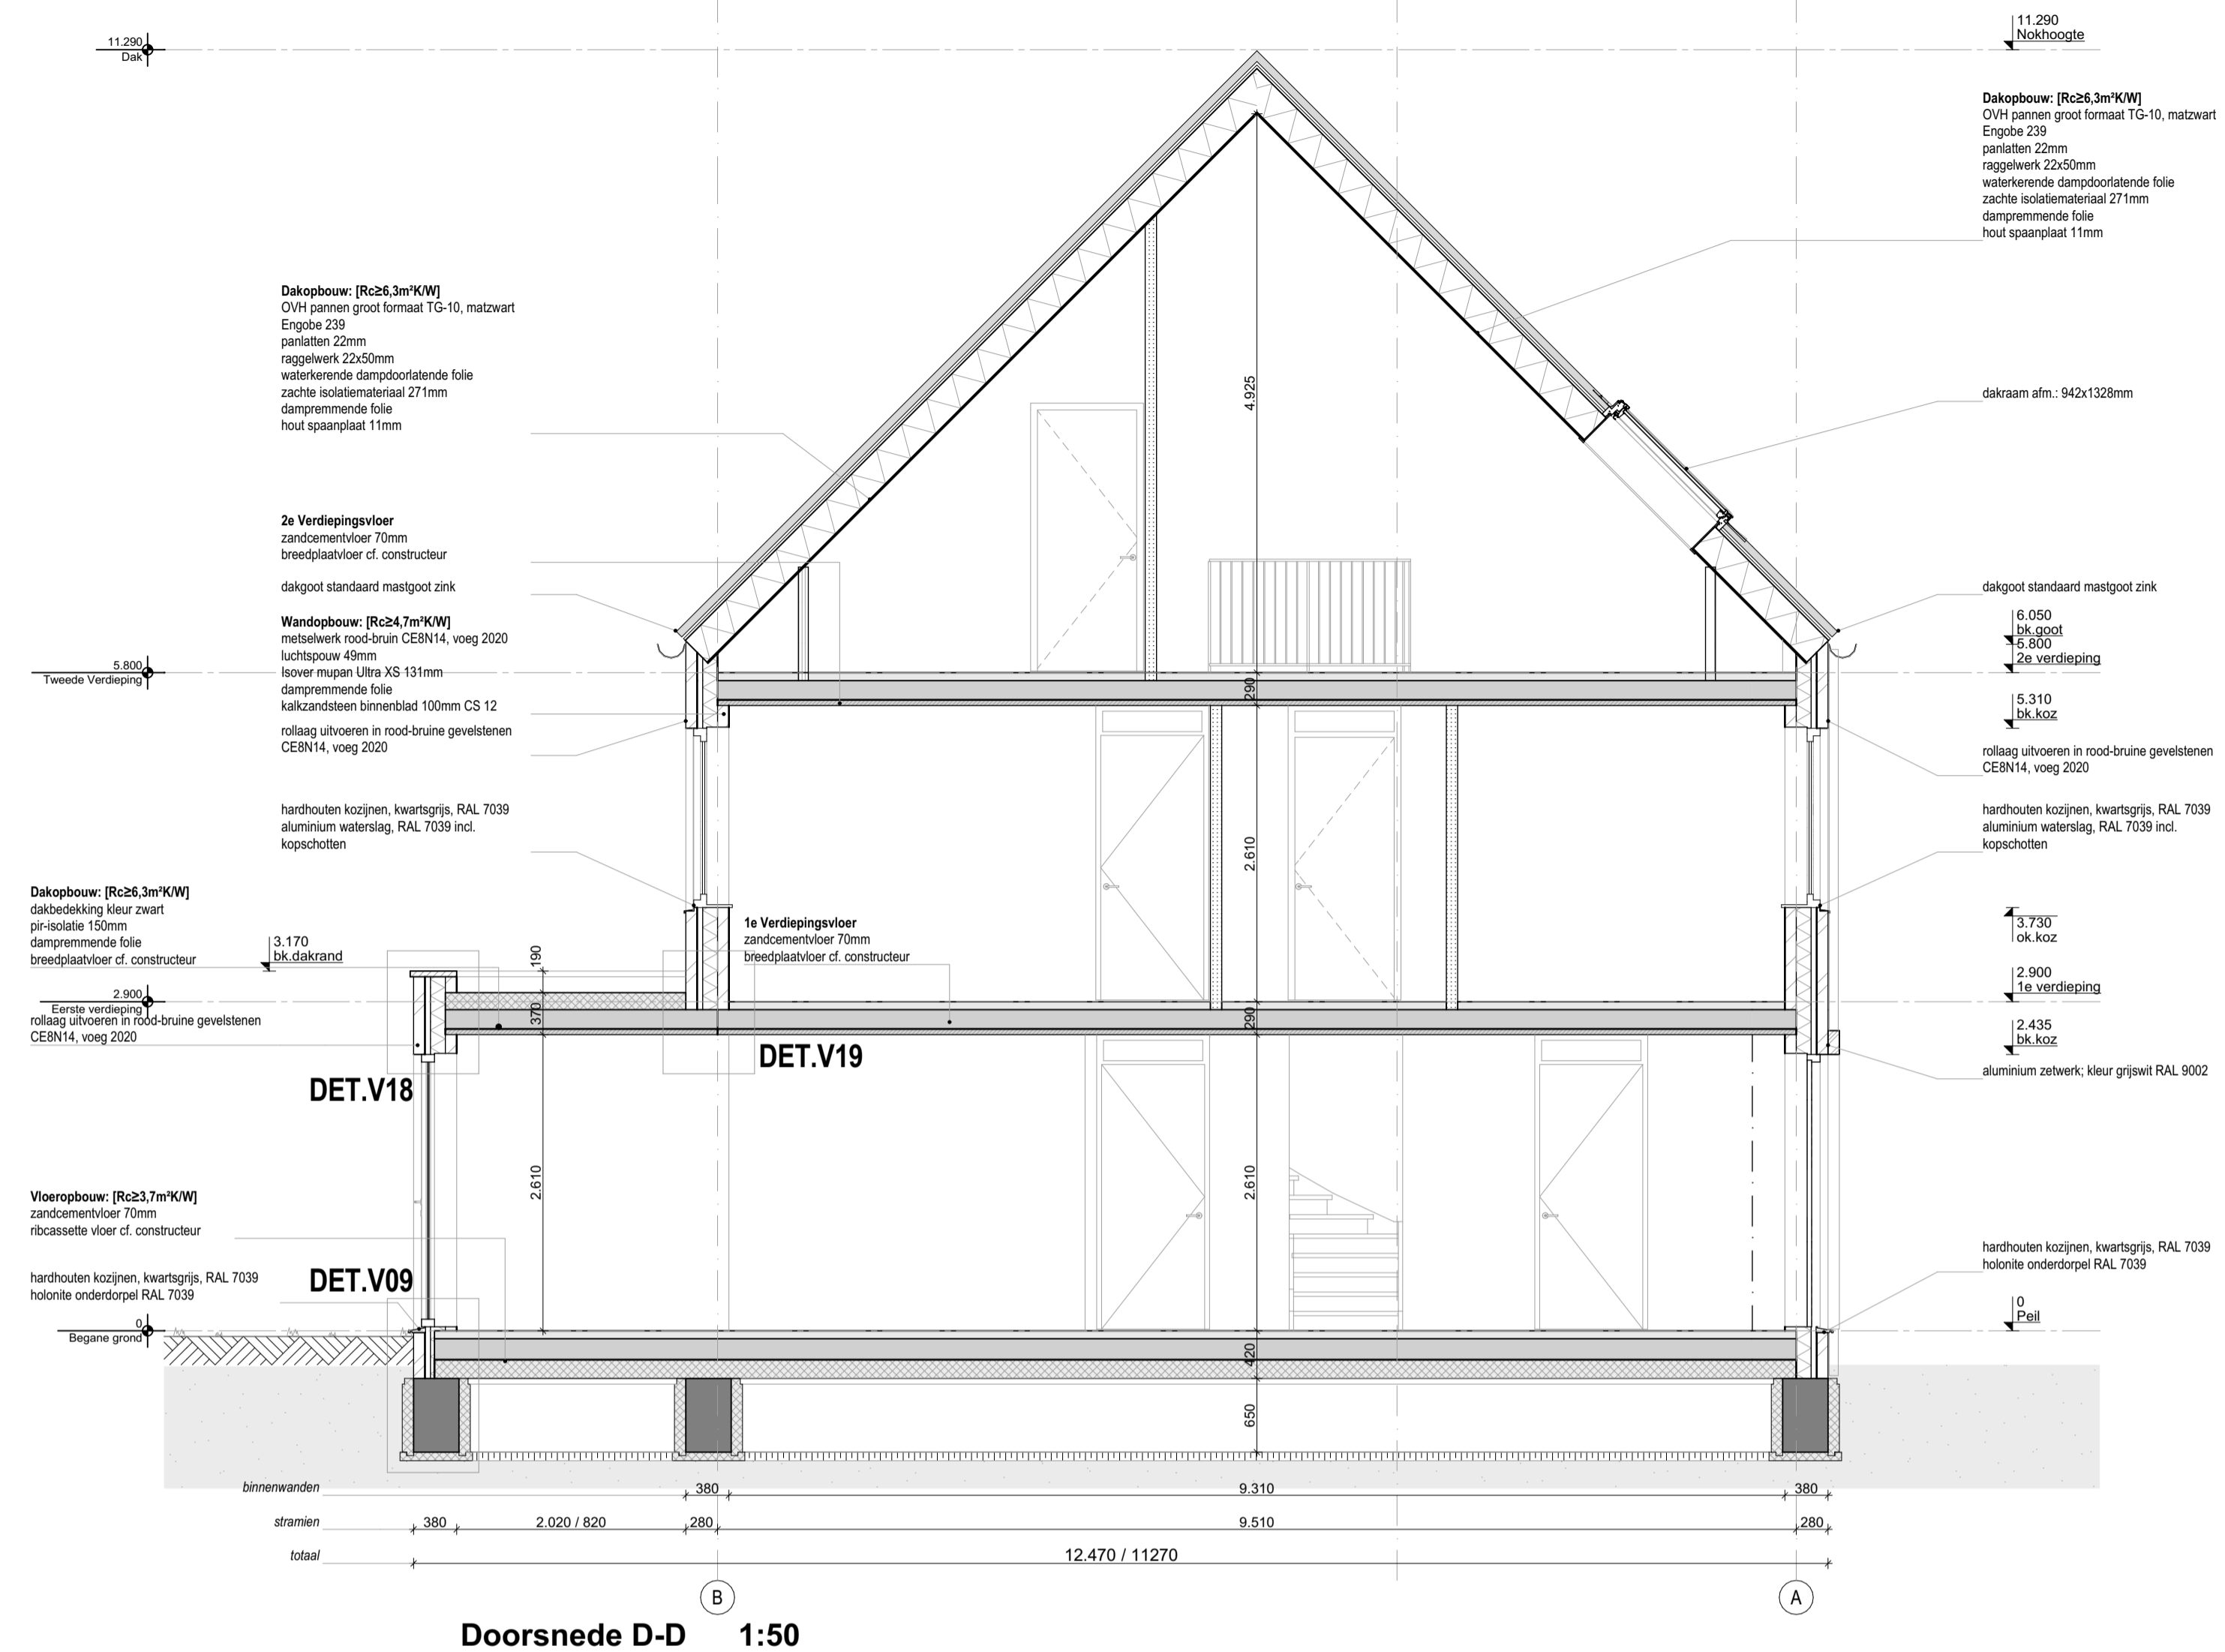 11.290
Dak
11.290
Nokhoogte
Dakopbouw: [Rc≥6,3m²K/W]
OVH pannen groot formaat TG-10, matzwart
Engobe 239
panlatten 22mm
raggelwerk 22x50mm
waterkerende dampdoorlatende folie
zachte isolatiemateriaal 271mm
dampremmende folie
hout spaanplaat 11mm
Dakopbouw: [Rc≥6,3m²K/W]
OVH pannen groot formaat TG-10, matzwart
Engobe 239
panlatten 22mm
raggelwerk 22x50mm
waterkerende dampdoorlatende folie
zachte isolatiemateriaal 271mm
dampremmende folie
hout spaanplaat 11mm
4.925
dakraam afm.: 942x1328mm
2e Verdiepingsvloer
zandcementvloer 70mm
breedplaatvloer cf. constructeur
dakgoot standaard mastgoot zink
dakgoot standaard mastgoot zink
Wandopbouw: [Rc≥4,7m²K/W]
metselwerk rood-bruin CE8N14, voeg 2020
luchtspouw 49mm
Isover mupan Ultra XS 131mm
dampremmende folie
kalkzandsteen binnenblad 100mm CS 12
6.050
bk.goot
5.800
2e verdieping
5.800
Tweede Verdieping
290
5.310
bk.koz
rollaag uitvoeren in rood-bruine gevelstenen
CE8N14, voeg 2020
rollaag uitvoeren in rood-bruine gevelstenen
CE8N14, voeg 2020
hardhouten kozijnen, kwartsgrijs, RAL 7039
aluminium waterslag, RAL 7039 incl.
kopschotten
hardhouten kozijnen, kwartsgrijs, RAL 7039
aluminium waterslag, RAL 7039 incl.
kopschotten
2.610
Dakopbouw: [Rc≥6,3m²K/W]
dakbedekking kleur zwart
pir-isolatie 150mm
dampremmende folie
breedplaatvloer cf. constructeur
3.170
bk.dakrand
190
1e Verdiepingsvloer
zandcementvloer 70mm
breedplaatvloer cf. constructeur
3.730
ok.koz
2.900
1e verdieping
2.900
Eerste verdieping
370
290
rollaag uitvoeren in rood-bruine gevelstenen
CE8N14, voeg 2020
2.435
bk.koz
DET.V19
DET.V18
aluminium zetwerk; kleur grijswit RAL 9002
2.610
2.610
Vloeropbouw: [Rc≥3,7m²K/W]
zandcementvloer 70mm
ribcassette vloer cf. constructeur
DET.V09
hardhouten kozijnen, kwartsgrijs, RAL 7039
holonite onderdorpel RAL 7039
hardhouten kozijnen, kwartsgrijs, RAL 7039
holonite onderdorpel RAL 7039
0
Peil
0
Begane grond
420
650
binnenwanden 380 9.310 380
stramien 380 2.020 / 820 280 9.510 280
totaal 12.470 / 11270
B A
Doorsnede D-D 1:50